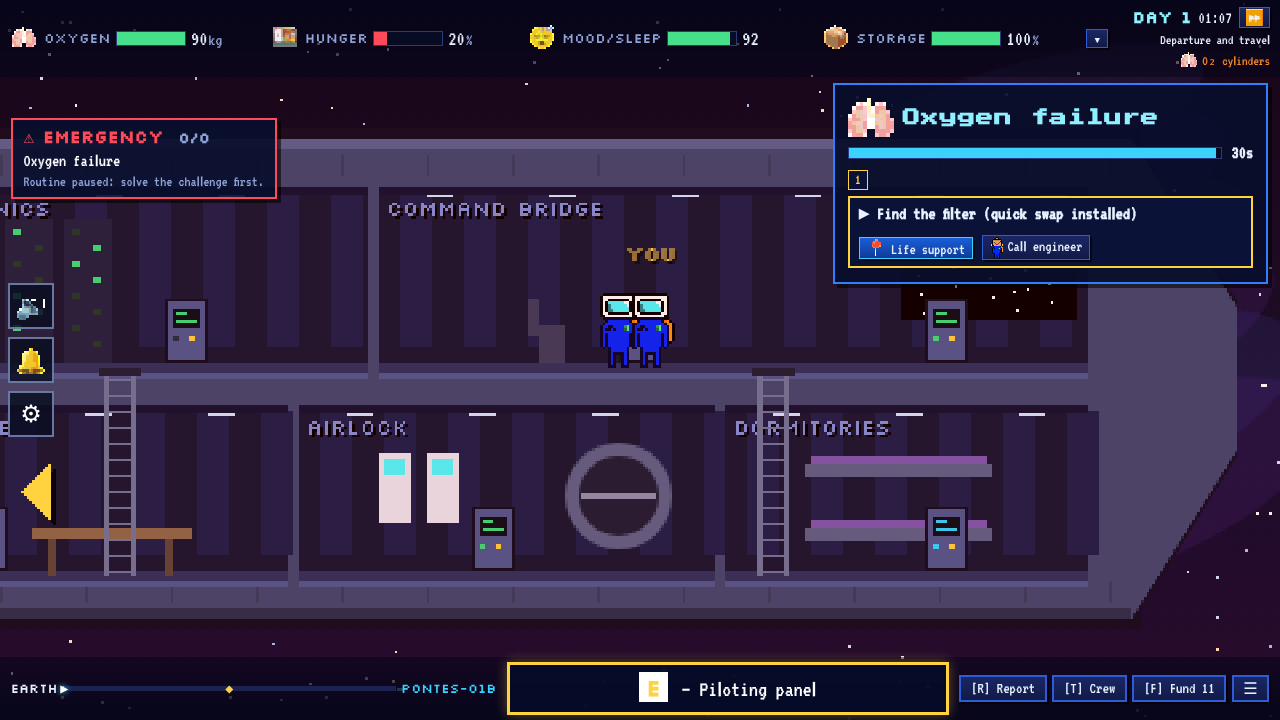 OXYGEN 90kg
HUNGER 20%
MOOD/SLEEP 92
STORAGE 100%
DAY 1 01:07
Departure and travel
O₂ cylinders
⚠ EMERGENCY 0/0
Oxygen failure
Routine paused: solve the challenge first.
Oxygen failure
30s
1
▶ Find the filter (quick swap installed)
Life support
Call engineer
NICS
COMMAND BRIDGE
YOU
E
AIRLOCK
DORMITORIES
EARTH
PONTES-01B
E - Piloting panel
[R] Report
[T] Crew
[F] Fund 11